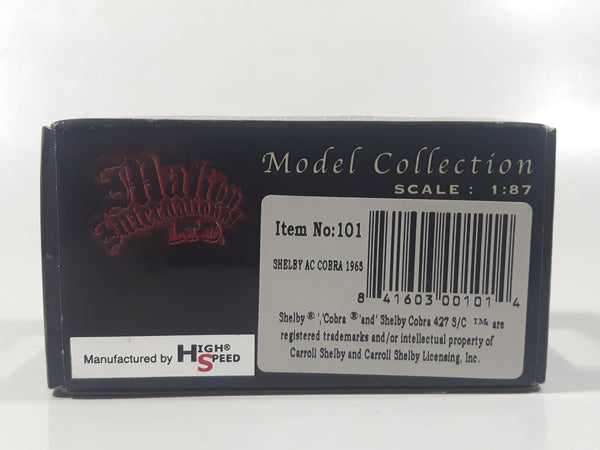 Malibu
International
LTD.
Model Collection
SCALE : 1:87
Item No:101
SHELBY AC COBRA 1965
8 41603 00101 4
Shelby ® ','Cobra ®'and' Shelby Cobra 427 S/C ™ are
registered trademarks and/or intellectual property of
Carroll Shelby and Carroll Shelby Licensing, Inc.
Manufactured by HIGH® SPEED